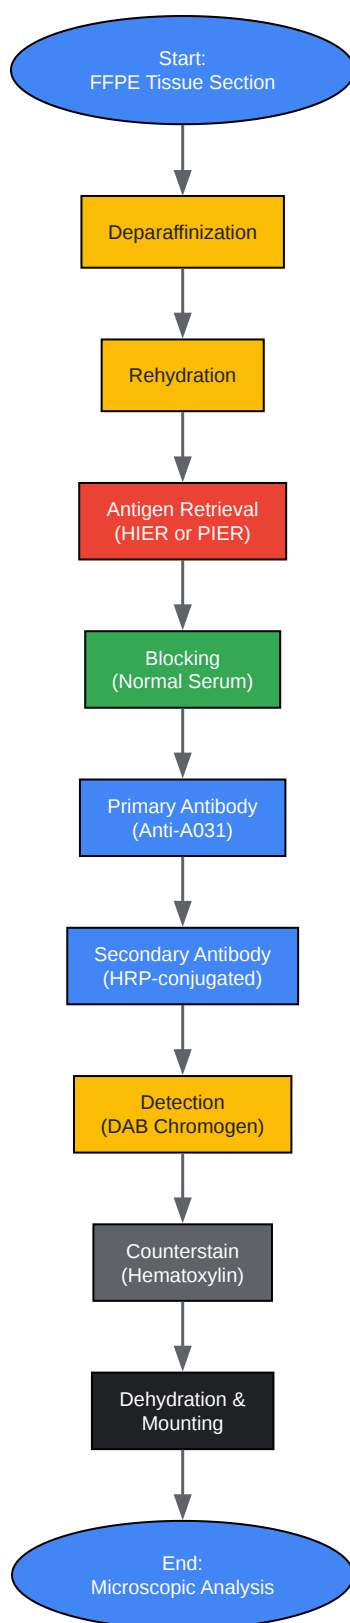 Start:
FFPE Tissue Section
Deparaffinization
Rehydration
Antigen Retrieval
(HIER or PIER)
Blocking
(Normal Serum)
Primary Antibody
(Anti-A031)
Secondary Antibody
(HRP-conjugated)
Detection
(DAB Chromogen)
Counterstain
(Hematoxylin)
Dehydration &
Mounting
End:
Microscopic Analysis